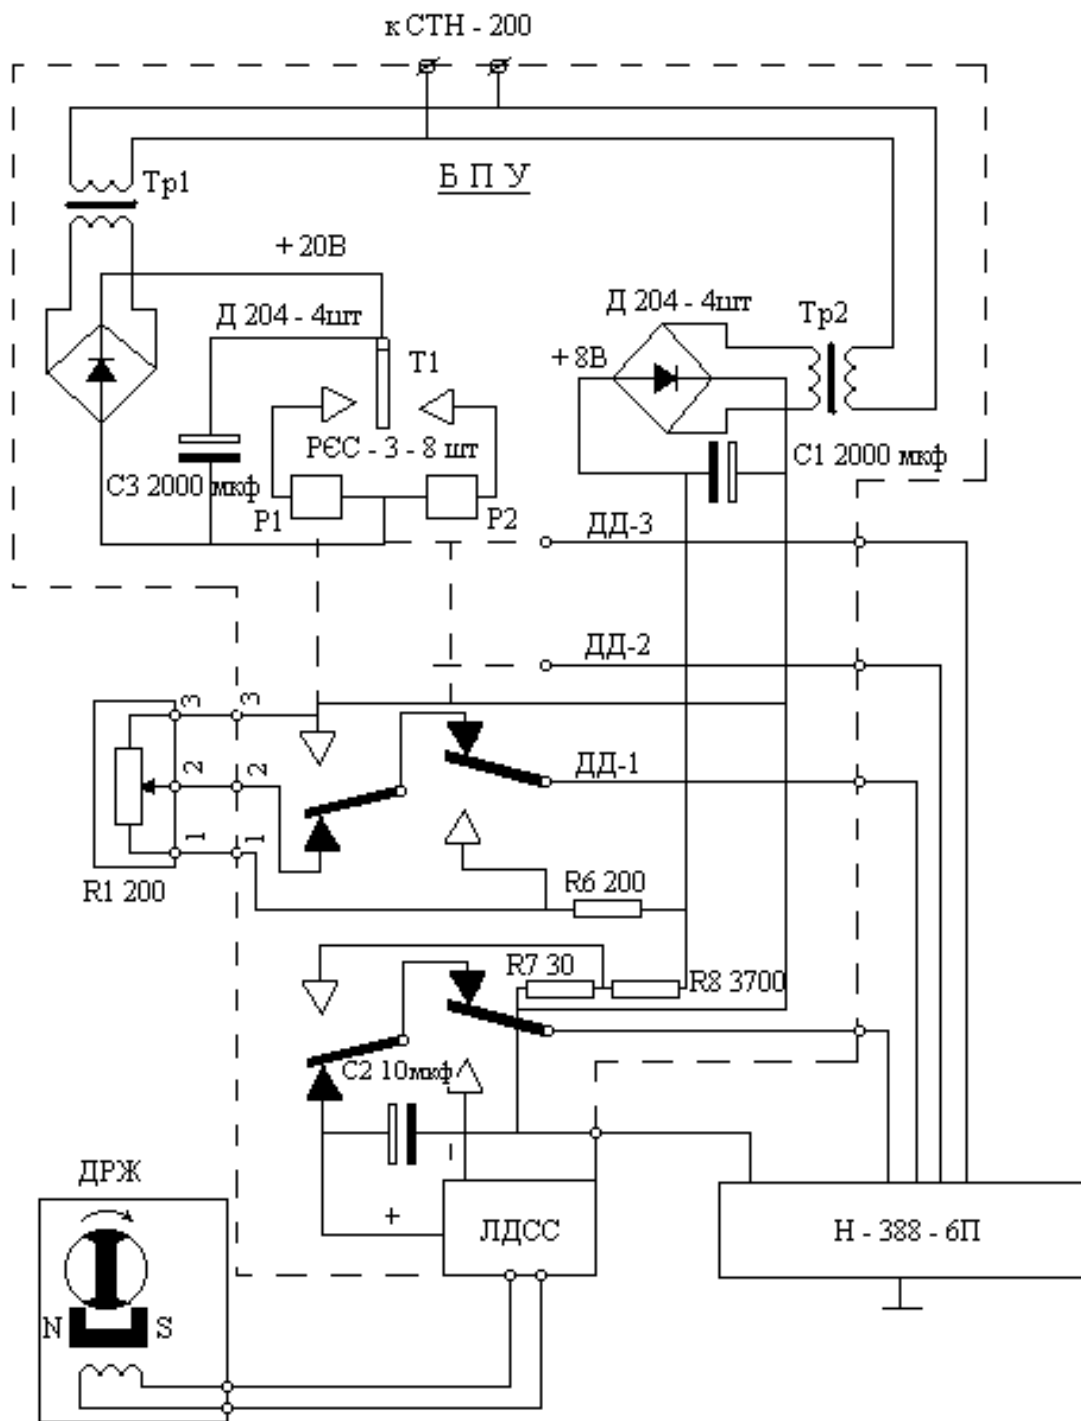 к СТН - 200
Тр1
Б П У
+ 20В
Д 204 - 4шт
Д 204 - 4шт
Тр2
+ 8В
Т1
РЄС - 3 - 8 шт
С3 2000 мкф
С1 2000 мкф
Р1
Р2
ДД-3
ДД-2
3
3
2
2
ДД-1
1
1
R1 200
R6 200
R7 30
R8 3700
С2 10мкф
ДРЖ
+
ЛДСС
Н - 388 - 6П
N
S